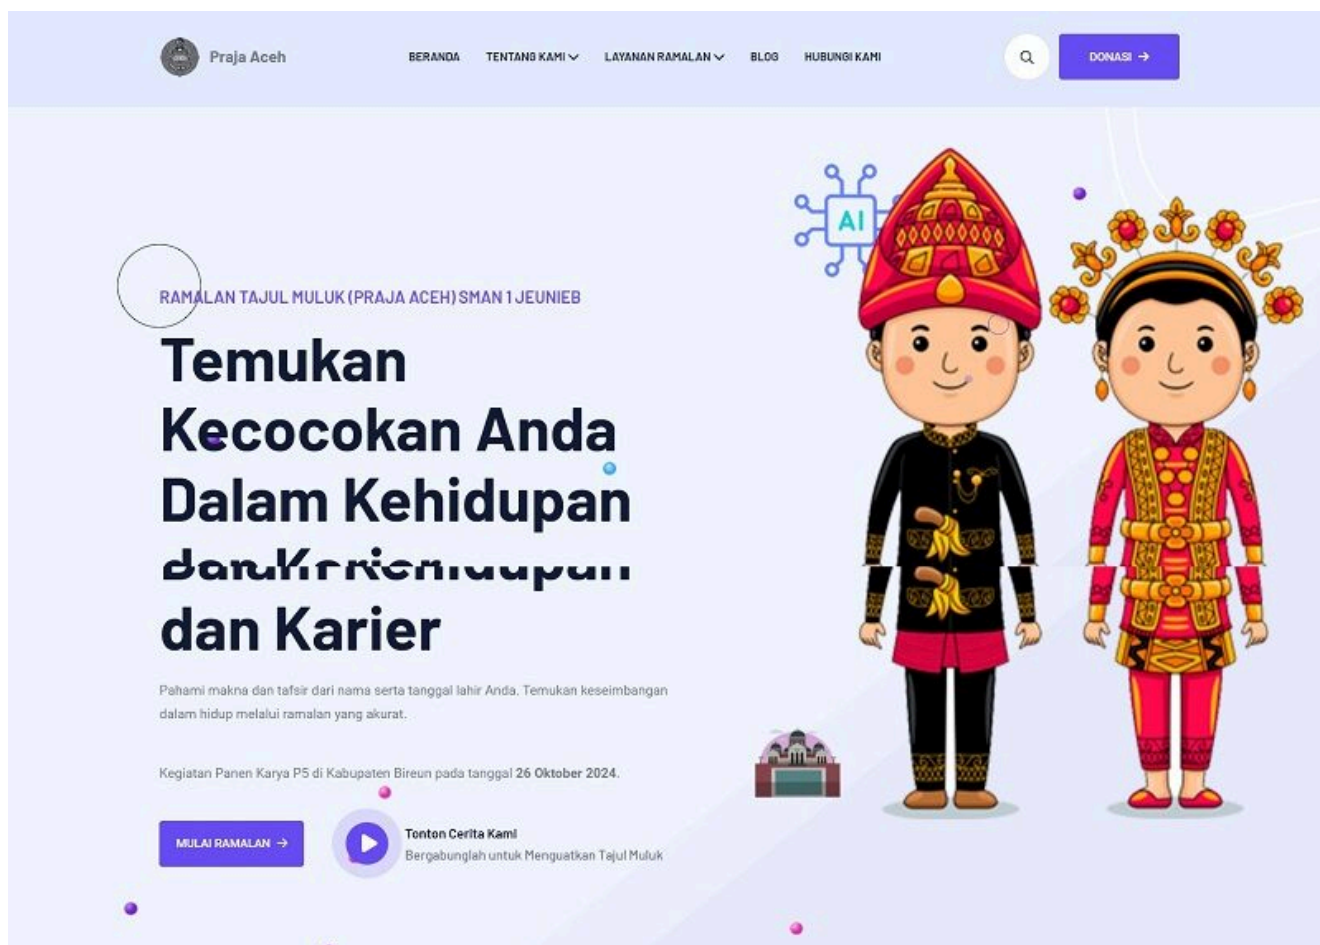 Praja Aceh
BERANDA
TENTANG KAMI
LAYANAN RAMALAN
BLOG
HUBUNGI KAMI
DONASI →
AI
RAMALAN TAJUL MULUK (PRAJA ACEH) SMAN 1 JEUNIEB
Temukan
Kecocokan Anda
Dalam Kehidupan
dan Karier
Pahami makna dan tafsir dari nama serta tanggal lahir Anda. Temukan keseimbangan
dalam hidup melalui ramalan yang akurat.
Kegiatan Panen Karya P5 di Kabupaten Bireun pada tanggal 26 Oktober 2024.
MULAI RAMALAN →
Tonton Cerita Kami
Bergabunglah untuk Menguatkan Tajul Muluk